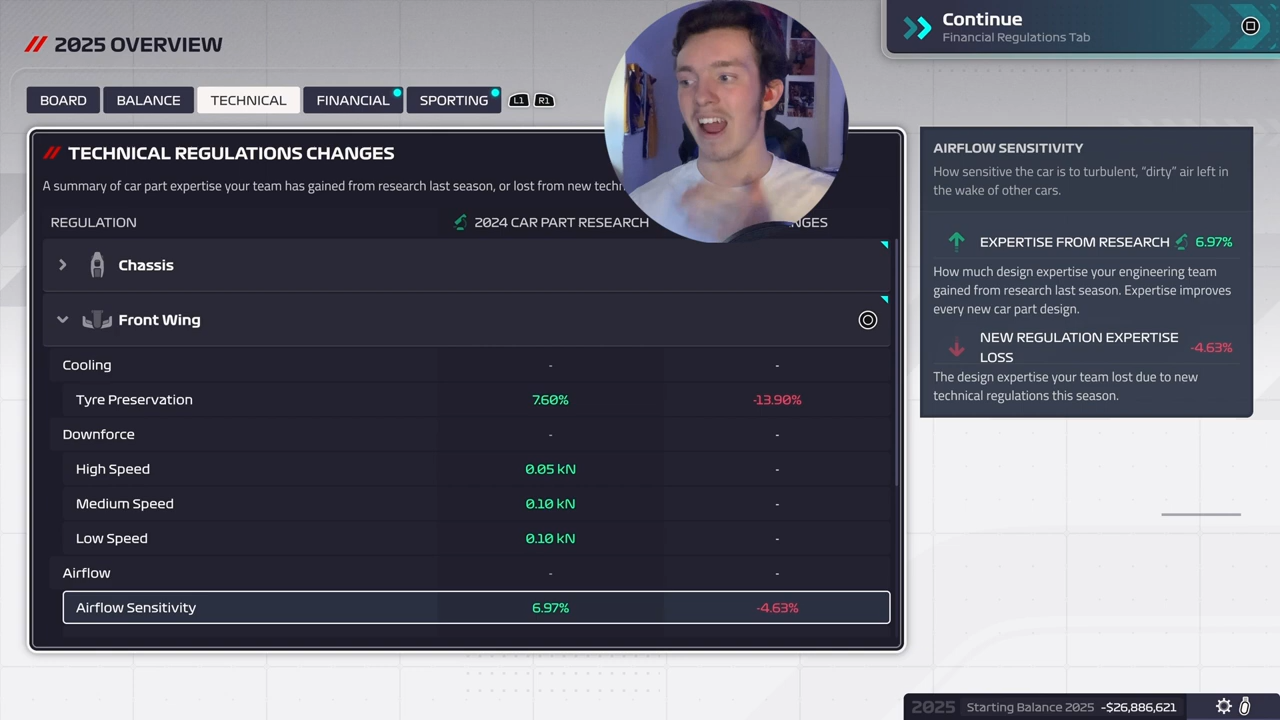 2025 OVERVIEW
Continue
Financial Regulations Tab
BOARD
BALANCE
TECHNICAL
FINANCIAL
SPORTING
L1
R1
TECHNICAL REGULATIONS CHANGES
A summary of car part expertise your team has gained from research last season, or lost from new
REGULATION
2024 CAR PART RESEARCH
Chassis
Front Wing
Cooling - -
Tyre Preservation 7.60% -13.90%
Downforce - -
High Speed 0.05 kN -
Medium Speed 0.10 kN -
Low Speed 0.10 kN -
Airflow - -
Airflow Sensitivity 6.97% -4.63%
AIRFLOW SENSITIVITY
How sensitive the car is to turbulent, “dirty” air left in
the wake of other cars.
EXPERTISE FROM RESEARCH 6.97%
How much design expertise your engineering team
gained from research last season. Expertise improves
every new car part design.
NEW REGULATION EXPERTISE
LOSS
-4.63%
The design expertise your team lost due to new
technical regulations this season.
2025 Starting Balance 2025 -$26,886,621